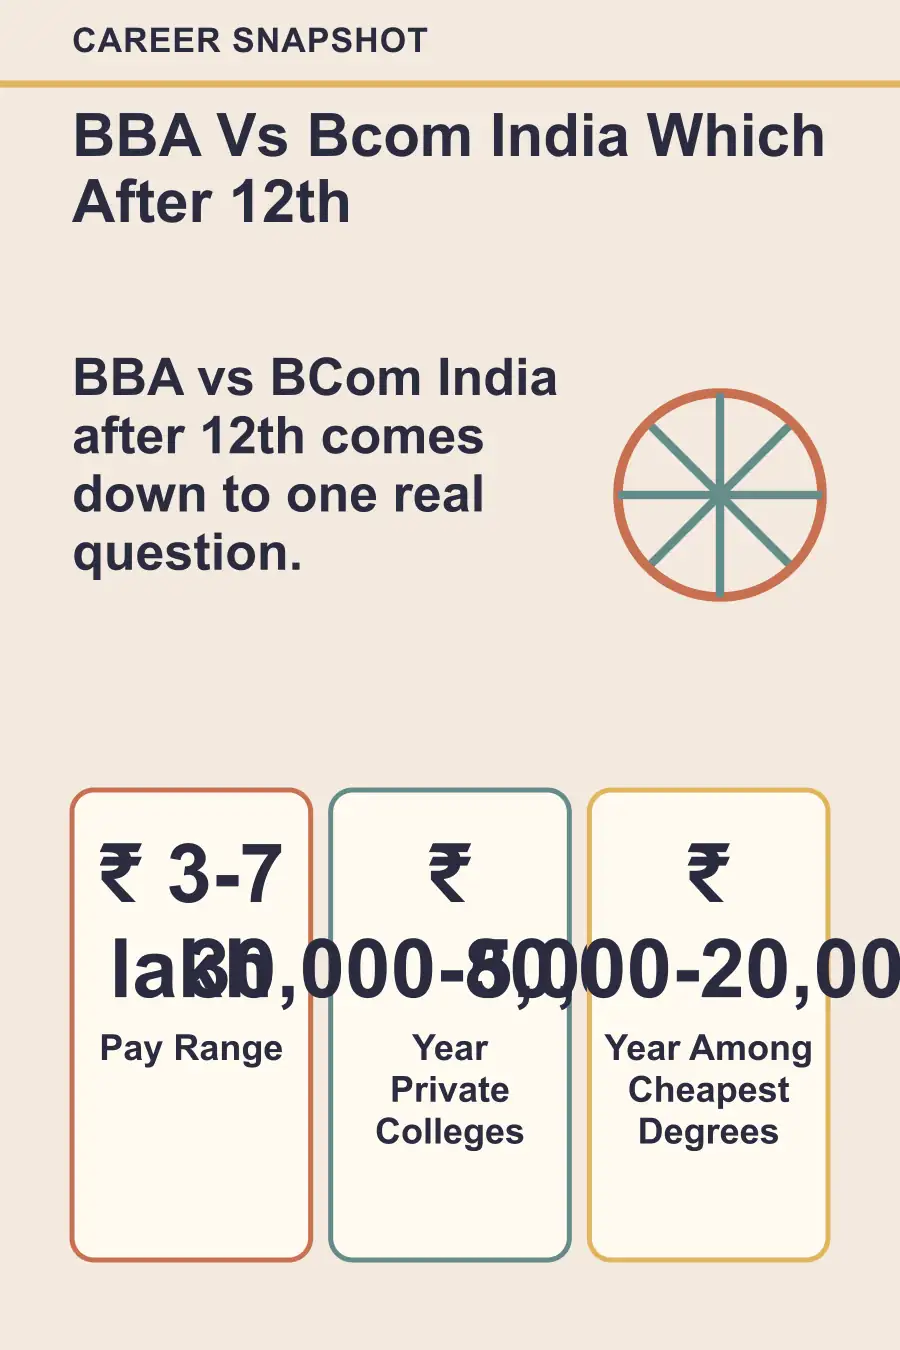 CAREER SNAPSHOT
BBA Vs Bcom India Which
After 12th
BBA vs BCom India
after 12th comes
down to one real
question.
₹ 3-7
lakh
Pay Range
₹
Year
Private
Colleges
₹
Year Among
Cheapest
Degrees